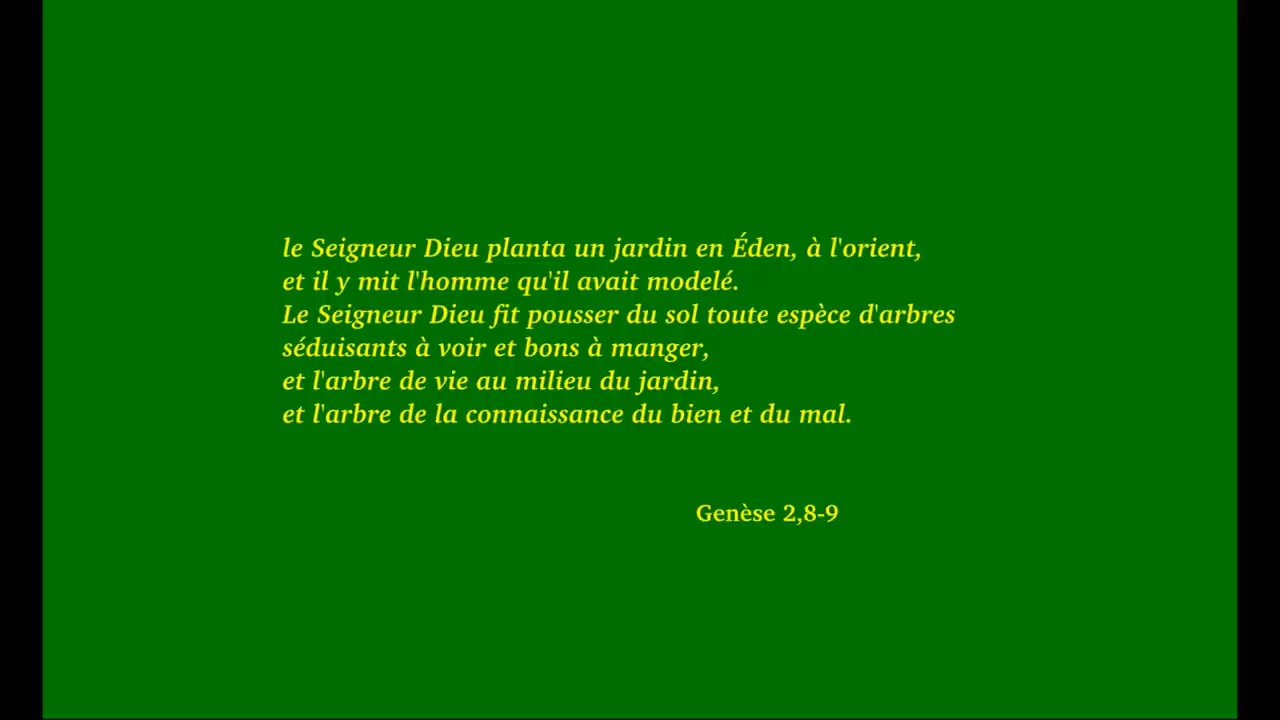 le Seigneur Dieu planta un jardin en Éden, à l'orient,
et il y mit l'homme qu'il avait modelé.
Le Seigneur Dieu fit pousser du sol toute espèce d'arbres
séduisants à voir et bons à manger,
et l'arbre de vie au milieu du jardin,
et l'arbre de la connaissance du bien et du mal.
Genèse 2,8-9